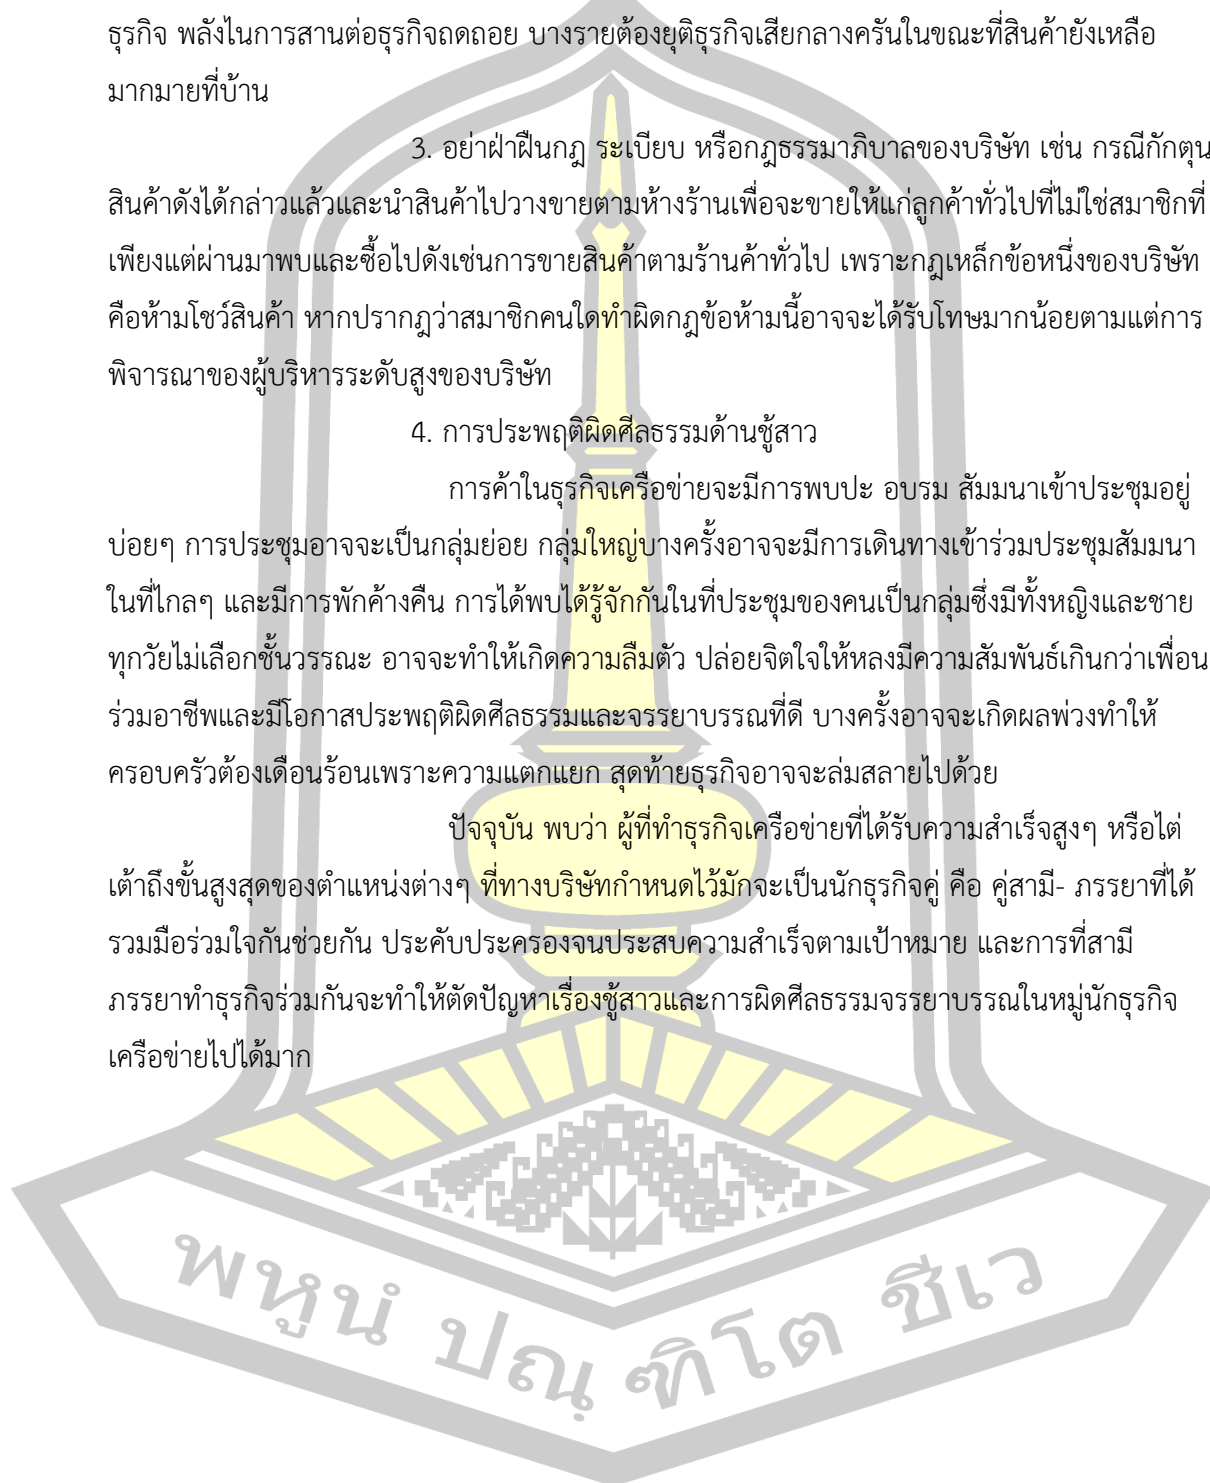 ธุรกิจ พลังในการสานต่อธุรกิจถดถอย บางรายต้องยุติธุรกิจเสียกลางครันในขณะที่สินค้ายังเหลือ
มากมายที่บ้าน
3. อย่าฝ่าฝืนกฎ ระเบียบ หรือกฎธรรมาภิบาลของบริษัท เช่น กรณีกักตุน
สินค้าดังได้กล่าวแล้วและนำสินค้าไปวางขายตามห้างร้านเพื่อจะขายให้แก่ลูกค้าทั่วไปที่ไม่ใช่สมาชิกที่
เพียงแต่ผ่านมาพบและซื้อไปดังเช่นการขายสินค้าตามร้านค้าทั่วไป เพราะกฎเหล็กข้อหนึ่งของบริษัท
คือห้ามโชว์สินค้า หากปรากฎว่าสมาชิกคนใดทำผิดกฎข้อห้ามนี้อาจจะได้รับโทษมากน้อยตามแต่การ
พิจารณาของผู้บริหารระดับสูงของบริษัท
4. การประพฤติผิดศีลธรรมด้านชู้สาว
การค้าในธุรกิจเครือข่ายจะมีการพบปะ อบรม สัมมนาเข้าประชุมอยู่
บ่อยๆ การประชุมอาจจะเป็นกลุ่มย่อย กลุ่มใหญ่บางครั้งอาจจะมีการเดินทางเข้าร่วมประชุมสัมมนา
ในที่ไกลๆ และมีการพักค้างคืน การได้พบได้รู้จักกันในที่ประชุมของคนเป็นกลุ่มซึ่งมีทั้งหญิงและชาย
ทุกวัยไม่เลือกชั้นวรรณะ อาจจะทำให้เกิดความลืมตัว ปล่อยจิตใจให้หลงมีความสัมพันธ์เกินกว่าเพื่อน
ร่วมอาชีพและมีโอกาสประพฤติผิดศีลธรรมและจรรยาบรรณที่ดี บางครั้งอาจจะเกิดผลพ่วงทำให้
ครอบครัวต้องเดือนร้อนเพราะความแตกแยก สุดท้ายธุรกิจอาจจะล่มสลายไปด้วย
ปัจจุบัน พบว่า ผู้ที่ทำธุรกิจเครือข่ายที่ได้รับความสำเร็จสูงๆ หรือไต่
เต้าถึงขั้นสูงสุดของตำแหน่งต่างๆ ที่ทางบริษัทกำหนดไว้มักจะเป็นนักธุรกิจคู่ คือ คู่สามี- ภรรยาที่ได้
รวมมือร่วมใจกันช่วยกัน ประคับประครองจนประสบความสำเร็จตามเป้าหมาย และการที่สามี
ภรรยาทำธุรกิจร่วมกันจะทำให้ตัดปัญหาเรื่องชู้สาวและการผิดศีลธรรมจรรยาบรรณในหมู่นักธุรกิจ
เครือข่ายไปได้มาก
พหูนํ ปณฺ ฑิโต ชีเว